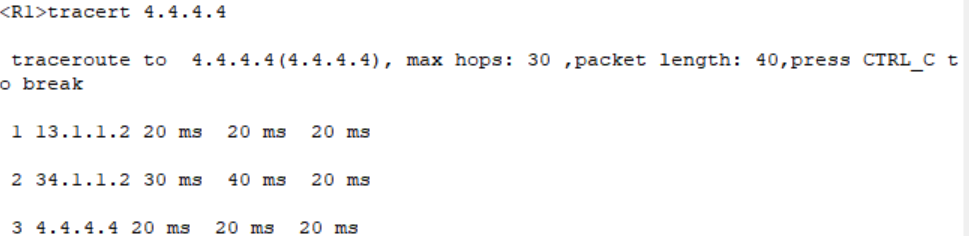 <R1>tracert 4.4.4.4
traceroute to  4.4.4.4(4.4.4.4), max hops: 30 ,packet length: 40,press CTRL_C t
o break
1 13.1.1.2 20 ms  20 ms  20 ms
2 34.1.1.2 30 ms  40 ms  20 ms
3 4.4.4.4 20 ms  20 ms  20 ms